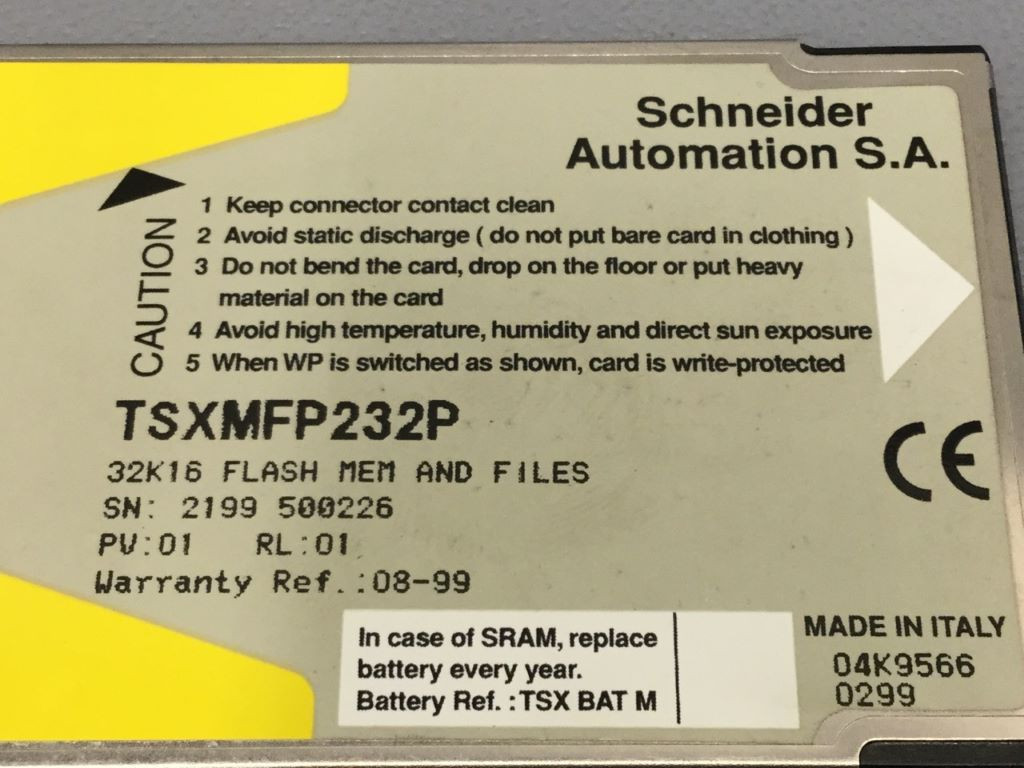 Schneider
Automation S.A.
CAUTION
1 Keep connector contact clean
2 Avoid static discharge ( do not put bare card in clothing )
3 Do not bend the card, drop on the floor or put heavy
material on the card
4 Avoid high temperature, humidity and direct sun exposure
5 When WP is switched as shown, card is write-protected
TSXMFP232P
32K16 FLASH MEM AND FILES
SN: 2199 500226
PV:01 RL:01
Warranty Ref.:08-99
CE
In case of SRAM, replace
battery every year.
Battery Ref. : TSX BAT M
MADE IN ITALY
04K9566
0299